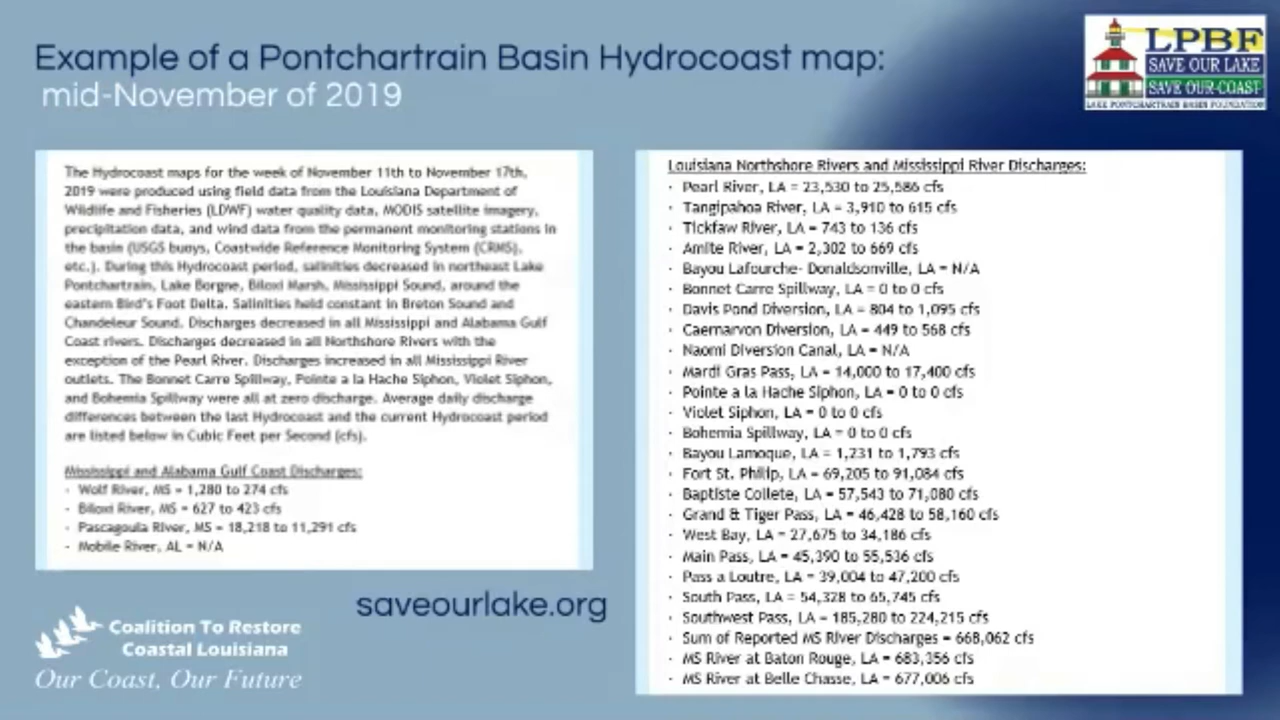 Example of a Pontchartrain Basin Hydrocoast map:
mid-November of 2019
LPBF
SAVE OUR LAKE
SAVE OUR COAST
LAKE PONTCHARTRAIN BASIN FOUNDATION
The Hydrocoast maps for the week of November 11th to November 17th,
2019 were produced using field data from the Louisiana Department of
Wildlife and Fisheries (LDWF) water quality data, MODIS satellite imagery,
precipitation data, and wind data from the permanent monitoring stations in
the basin (USGS buoys, Coastwide Reference Monitoring System (CRMS),
etc.). During this Hydrocoast period, salinities decreased in northeast Lake
Pontchartrain, Lake Borgne, Biloxi Marsh, Mississippi Sound, around the
eastern Bird's Foot Delta. Salinities held constant in Breton Sound and
Chandeleur Sound. Discharges decreased in all Mississippi and Alabama Gulf
Coast rivers. Discharges decreased in all Northshore Rivers with the
exception of the Pearl River. Discharges increased in all Mississippi River
outlets. The Bonnet Carre Spillway, Pointe a la Hache Siphon, Violet Siphon,
and Bohemia Spillway were all at zero discharge. Average daily discharge
differences between the last Hydrocoast and the current Hydrocoast period
are listed below in Cubic Feet per Second (cfs).
Mississippi and Alabama Gulf Coast Discharges:
· Wolf River, MS = 1,280 to 274 cfs
· Biloxi River, MS = 627 to 423 cfs
· Pascagoula River, MS = 18,218 to 11,291 cfs
· Mobile River, AL = N/A
Louisiana Northshore Rivers and Mississippi River Discharges:
· Pearl River, LA = 23,530 to 25,586 cfs
· Tangipahoa River, LA = 3,910 to 615 cfs
· Tickfaw River, LA = 743 to 136 cfs
· Amite River, LA = 2,302 to 669 cfs
· Bayou Lafourche- Donaldsonville, LA = N/A
· Bonnet Carre Spillway, LA = 0 to 0 cfs
· Davis Pond Diversion, LA = 804 to 1,095 cfs
· Caernarvon Diversion, LA = 449 to 568 cfs
· Naomi Diversion Canal, LA = N/A
· Mardi Gras Pass, LA = 14,000 to 17,400 cfs
· Pointe a la Hache Siphon, LA = 0 to 0 cfs
· Violet Siphon, LA = 0 to 0 cfs
· Bohemia Spillway, LA = 0 to 0 cfs
· Bayou Lamoque, LA = 1,231 to 1,793 cfs
· Fort St. Philip, LA = 69,205 to 91,084 cfs
· Baptiste Collete, LA = 57,543 to 71,080 cfs
· Grand & Tiger Pass, LA = 46,428 to 58,160 cfs
· West Bay, LA = 27,675 to 34,186 cfs
· Main Pass, LA = 45,390 to 55,536 cfs
· Pass a Loutre, LA = 39,004 to 47,200 cfs
· South Pass, LA = 54,328 to 65,745 cfs
· Southwest Pass, LA = 185,280 to 224,215 cfs
· Sum of Reported MS River Discharges = 668,062 cfs
· MS River at Baton Rouge, LA = 683,356 cfs
· MS River at Belle Chasse, LA = 677,006 cfs
saveourlake.org
Coalition To Restore
Coastal Louisiana
Our Coast, Our Future